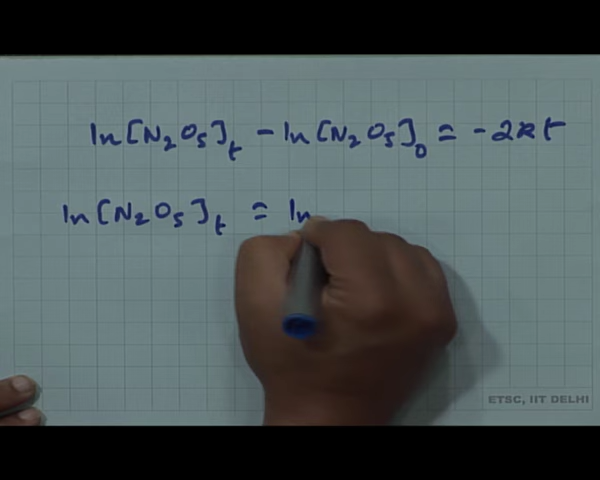 ln[N₂O₅]ₜ - ln[N₂O₅]₀ = -2kt
ln[N₂O₅]ₜ = ln
ETSC, IIT DELHI